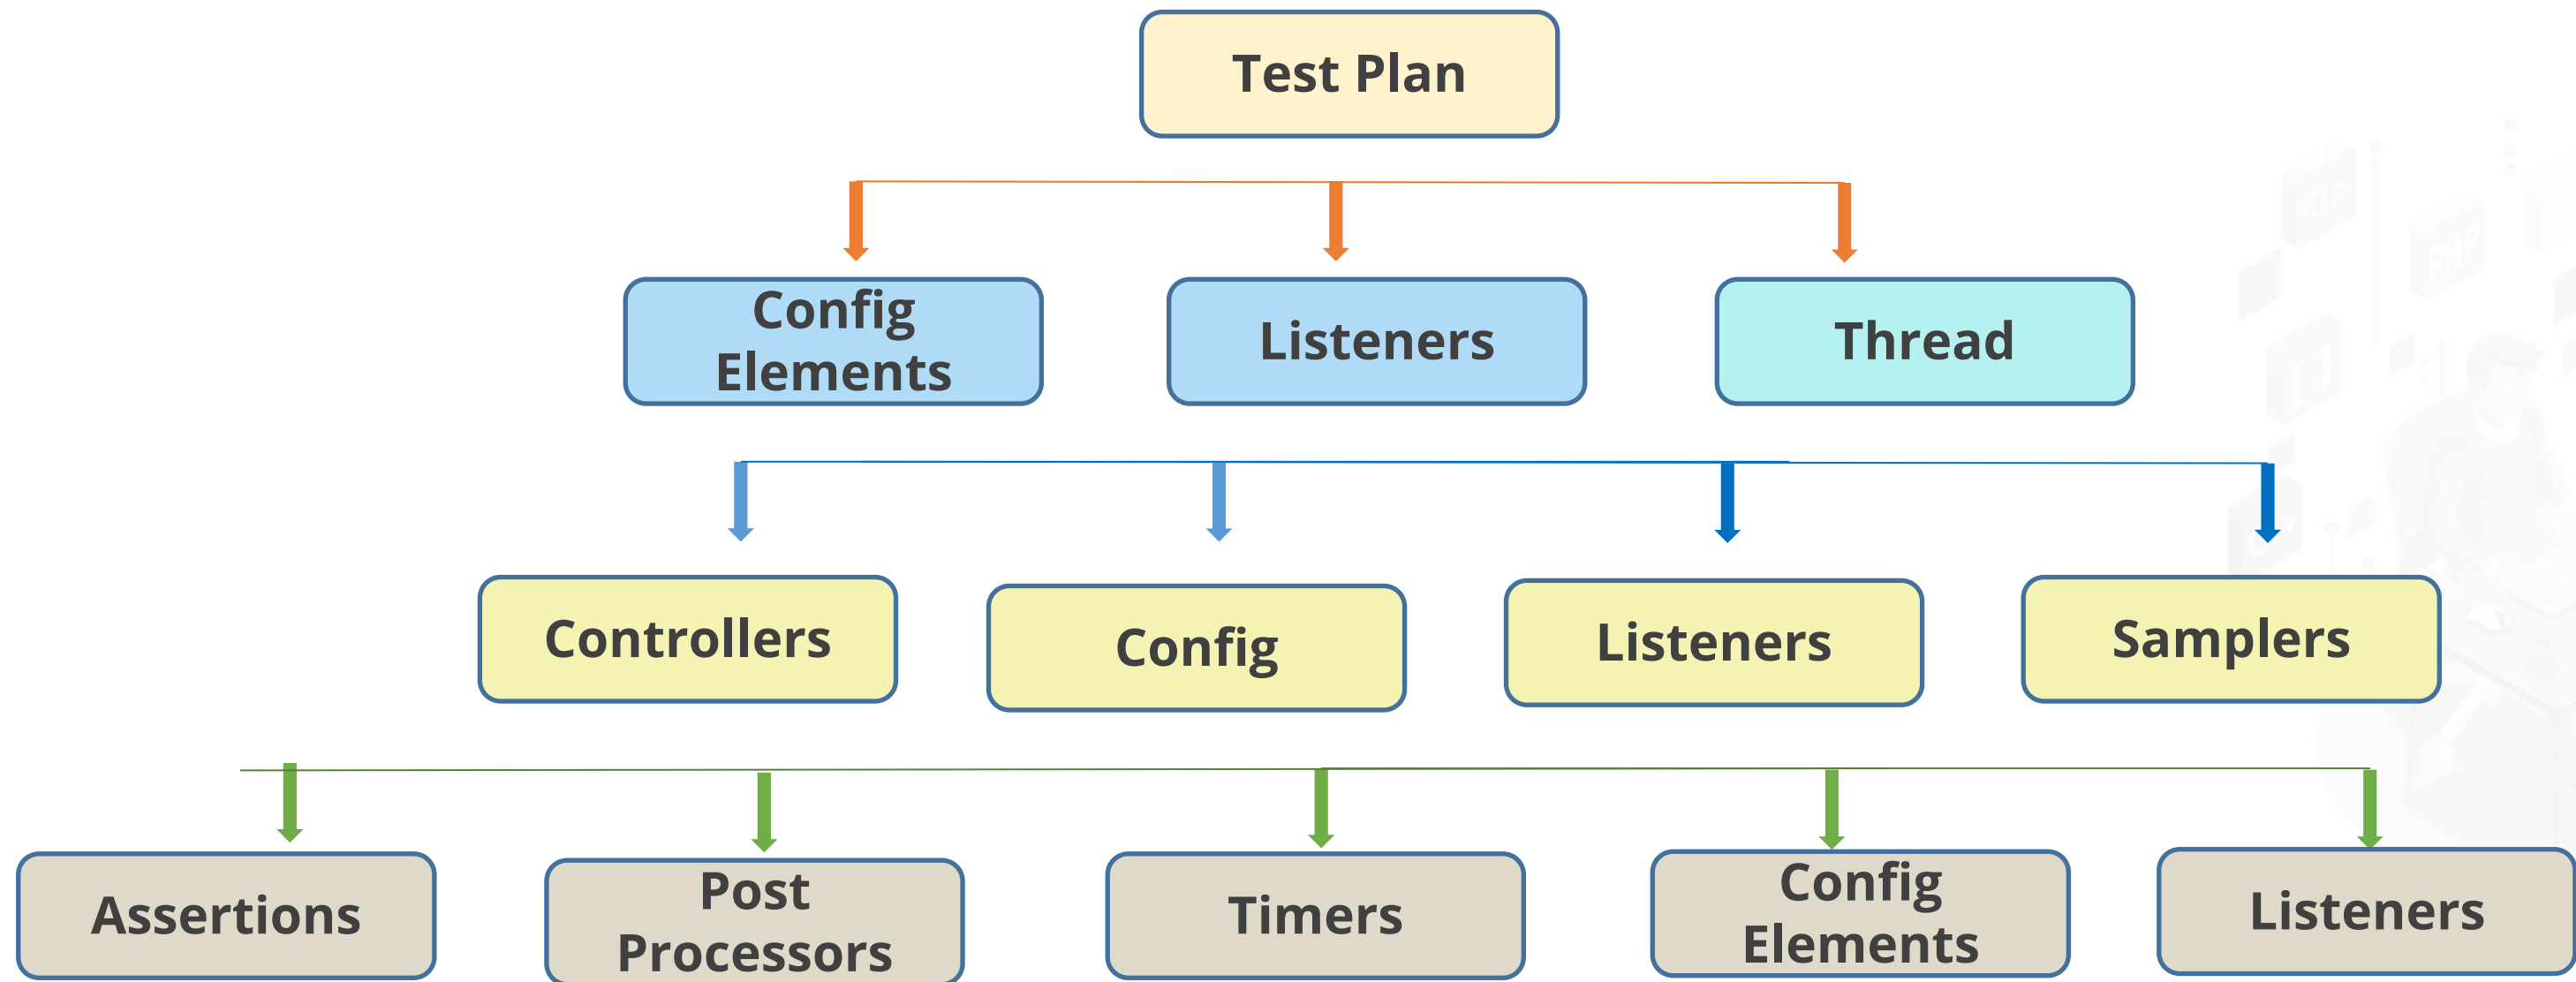 Test Plan
Config
Elements
Listeners
Thread
Controllers
Config
Listeners
Samplers
Assertions
Post
Processors
Timers
Config
Elements
Listeners